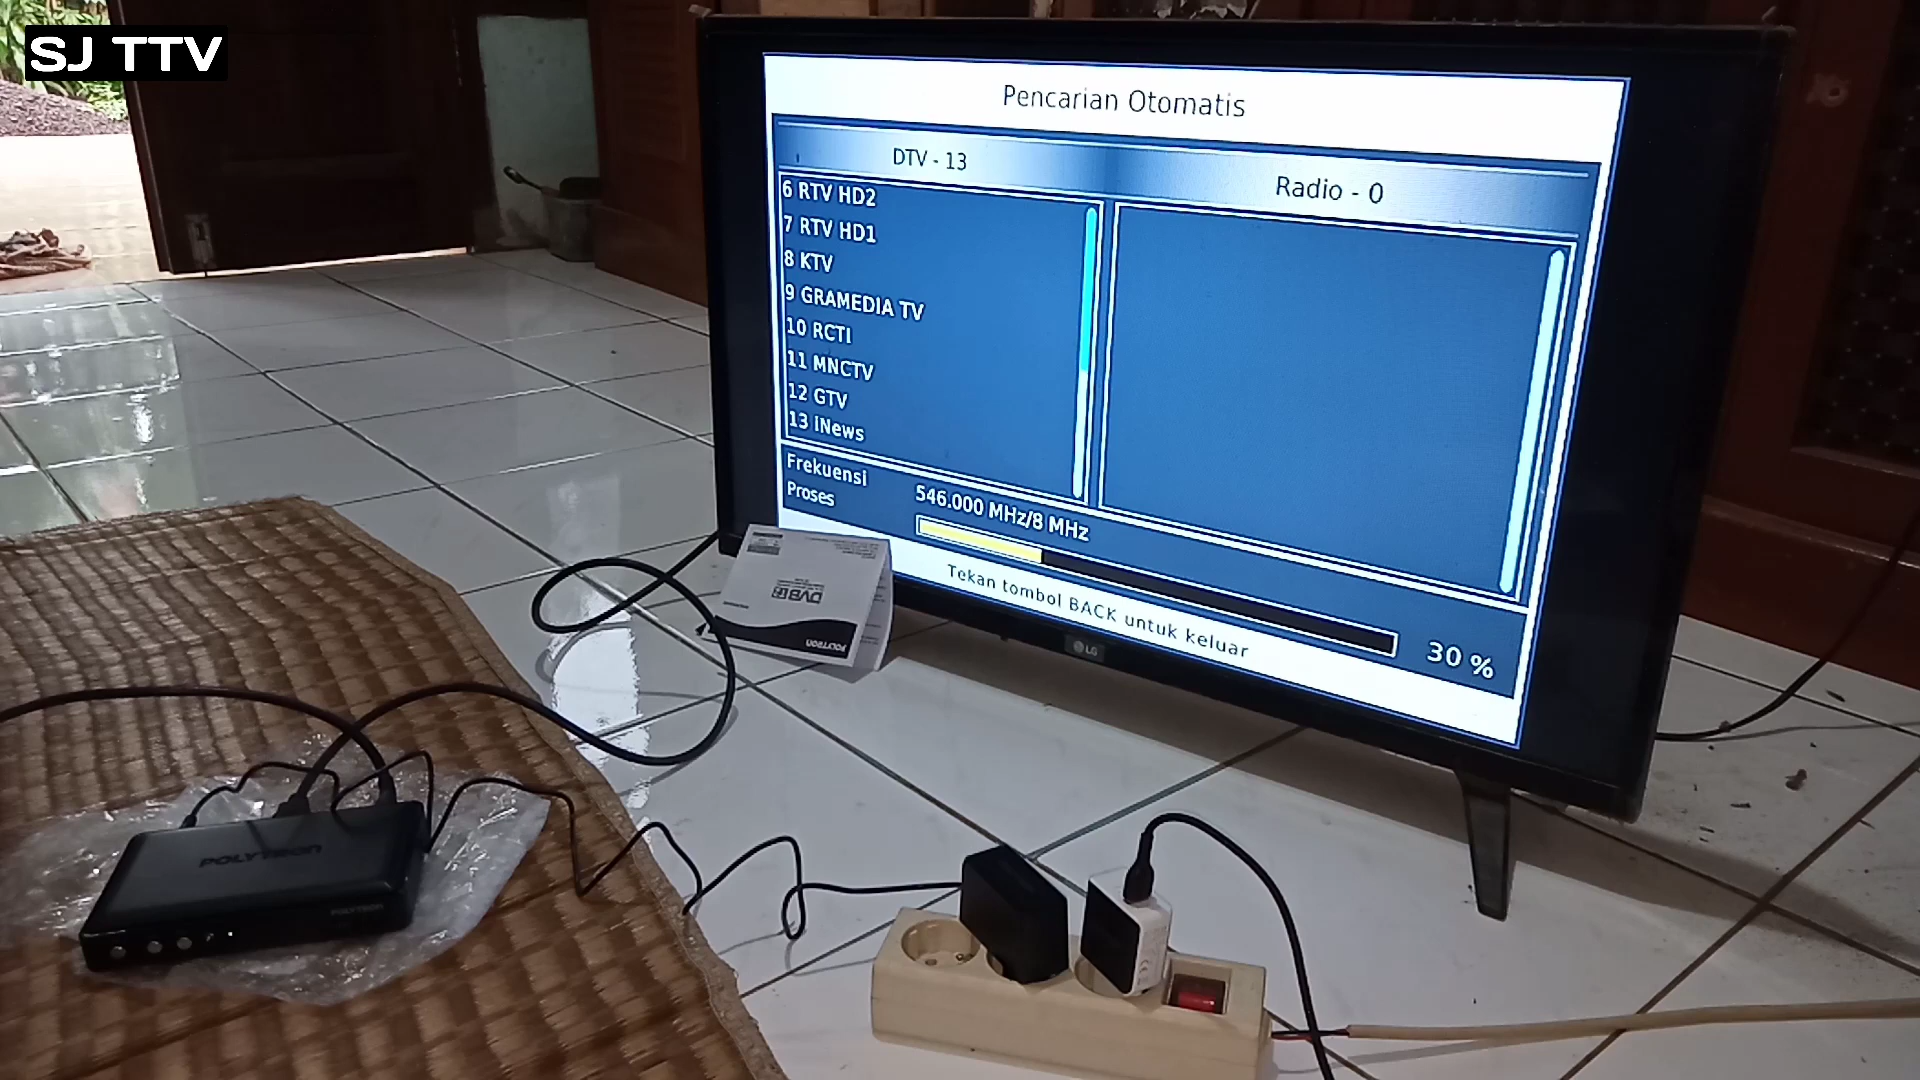 SJ TTV
Pencarian Otomatis
DTV - 13
Radio - 0
6 RTV HD2
7 RTV HD1
8 KTV
9 GRAMEDIA TV
10 RCTI
11 MNCTV
12 GTV
13 iNews
Frekuensi
546.000 MHz/8 MHz
Proses
30 %
Tekan tombol BACK untuk keluar
LG
DVB T2
POLYTRON
POLYTRON
POLYTRON